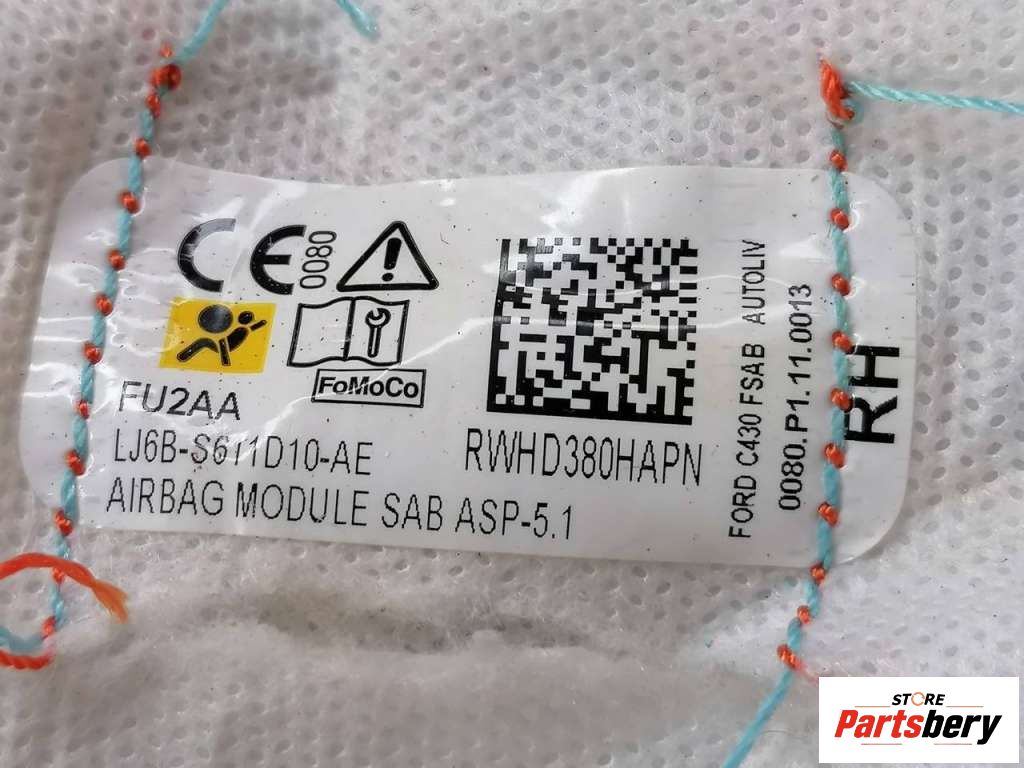 CE
0080
FoMoCo
FU2AA
LJ6B-S611D10-AE
RWHD380HAPN
AIRBAG MODULE SAB ASP-5.1
FORD C430 FSAB AUTOLIV
0080.P1.111.0013
RH
STORE
Partsbery